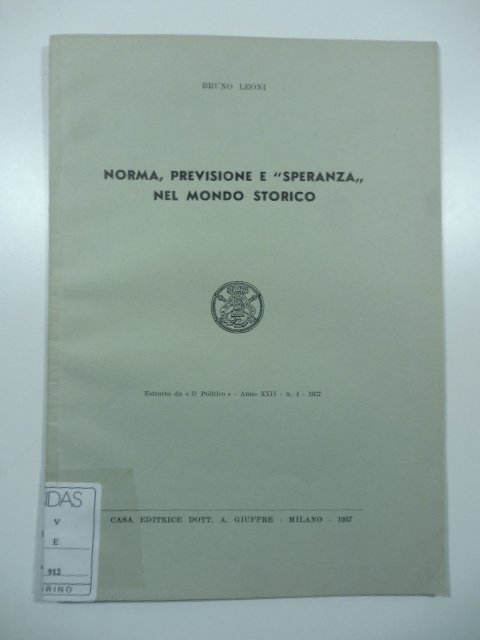 BRUNO LEONI
NORMA, PREVISIONE E "SPERANZA„
NEL MONDO STORICO
Estratto da « Il Politico » - Anno XXII - n. 4 - 1957
CASA EDITRICE DOTT. A. GIUFFRÈ - MILANO - 1957
V
E
912